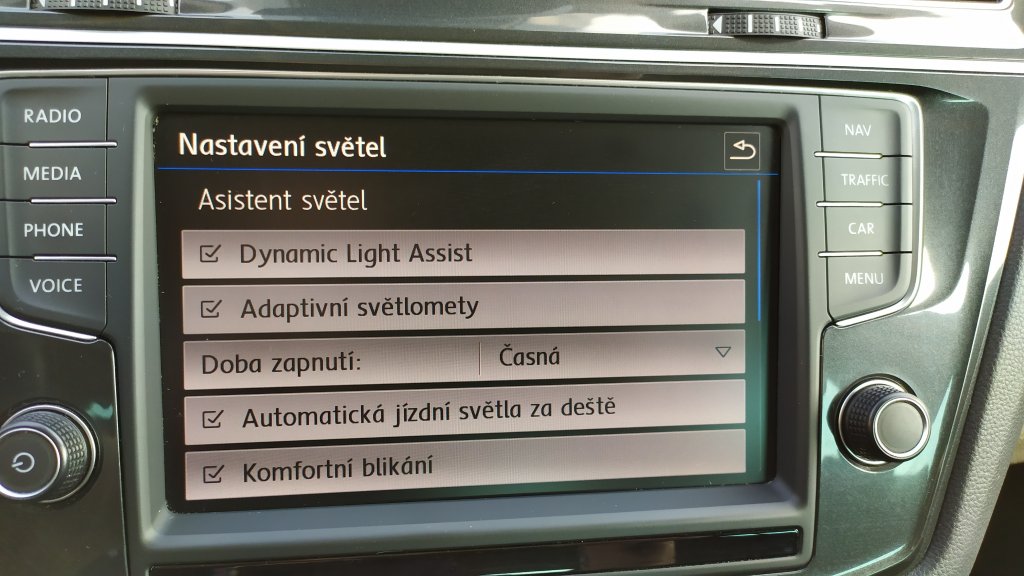 RADIO
MEDIA
PHONE
VOICE
Nastavení světel
Asistent světel
Dynamic Light Assist
Adaptivní světlomety
Doba zapnutí: Časná
Automatická jízdní světla za deště
Komfortní blikání
NAV
TRAFFIC
CAR
MENU